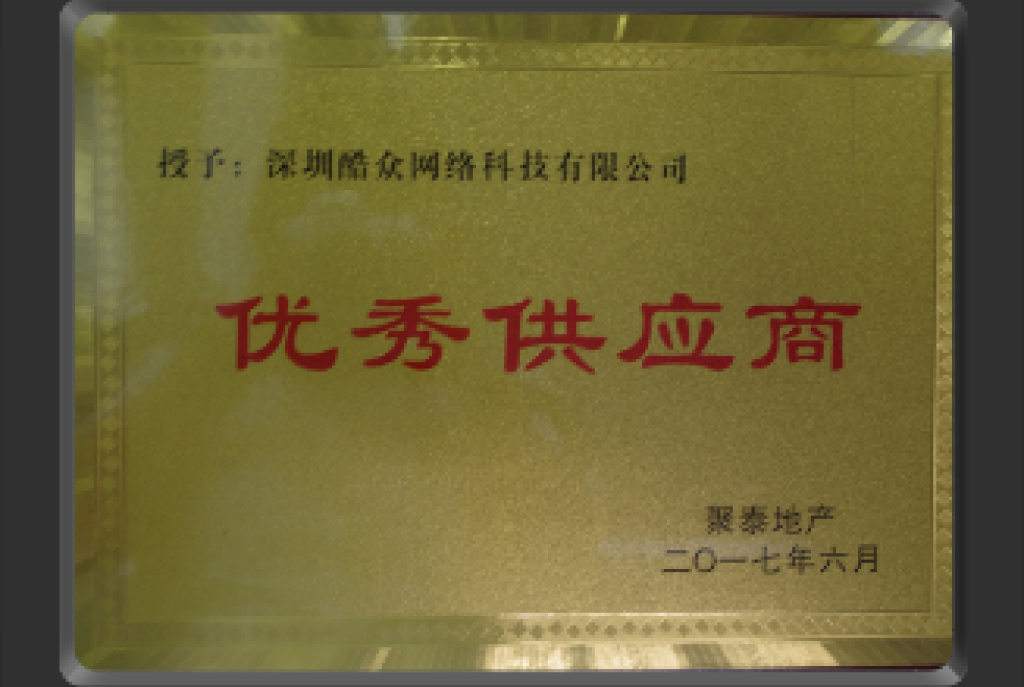 授予：深圳酷众网络科技有限公司
优秀供应商
聚泰地产
二〇一七年六月